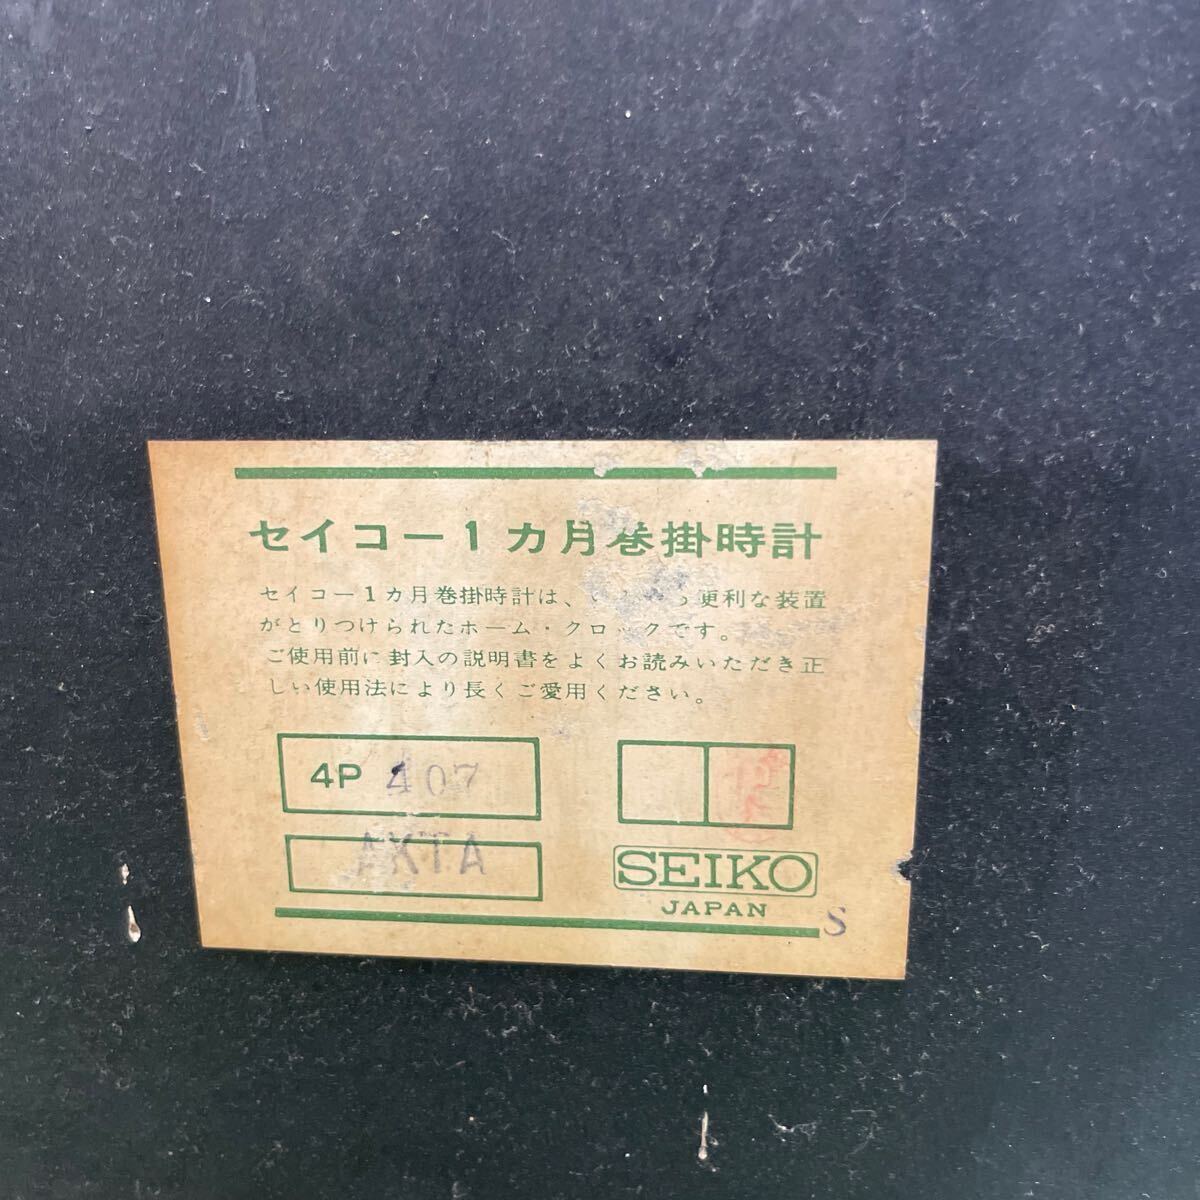 セイコー1カ月巻掛時計
セイコー1カ月巻掛時計は、い 便利な装置
がとりつけられたホーム・クロックです。
ご使用前に封入の説明書をよくお読みいただき正
しい使用法により長くご愛用ください。
4P 407
AKTA
SEIKO
JAPAN
S